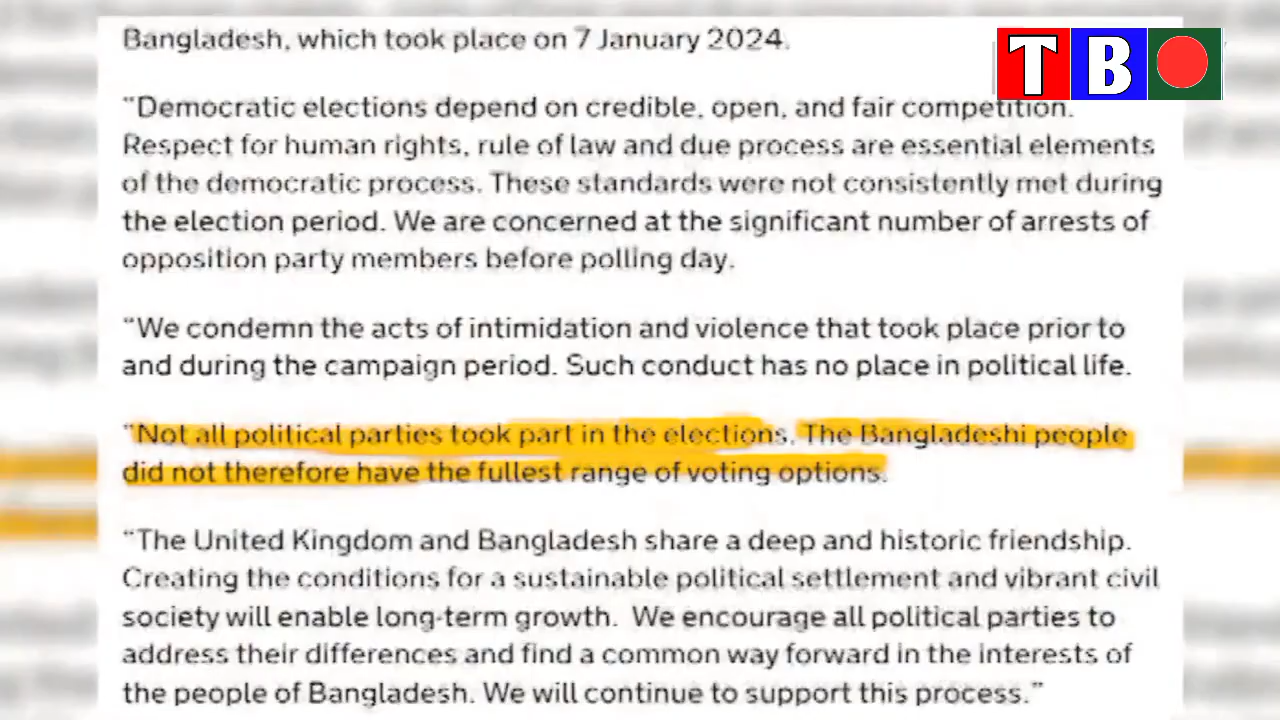 TB
Bangladesh, which took place on 7 January 2024.
“Democratic elections depend on credible, open, and fair competition.
Respect for human rights, rule of law and due process are essential elements
of the democratic process. These standards were not consistently met during
the election period. We are concerned at the significant number of arrests of
opposition party members before polling day.
“We condemn the acts of intimidation and violence that took place prior to
and during the campaign period. Such conduct has no place in political life.
“Not all political parties took part in the elections. The Bangladeshi people
did not therefore have the fullest range of voting options.
“The United Kingdom and Bangladesh share a deep and historic friendship.
Creating the conditions for a sustainable political settlement and vibrant civil
society will enable long-term growth.  We encourage all political parties to
address their differences and find a common way forward in the interests of
the people of Bangladesh. We will continue to support this process.”